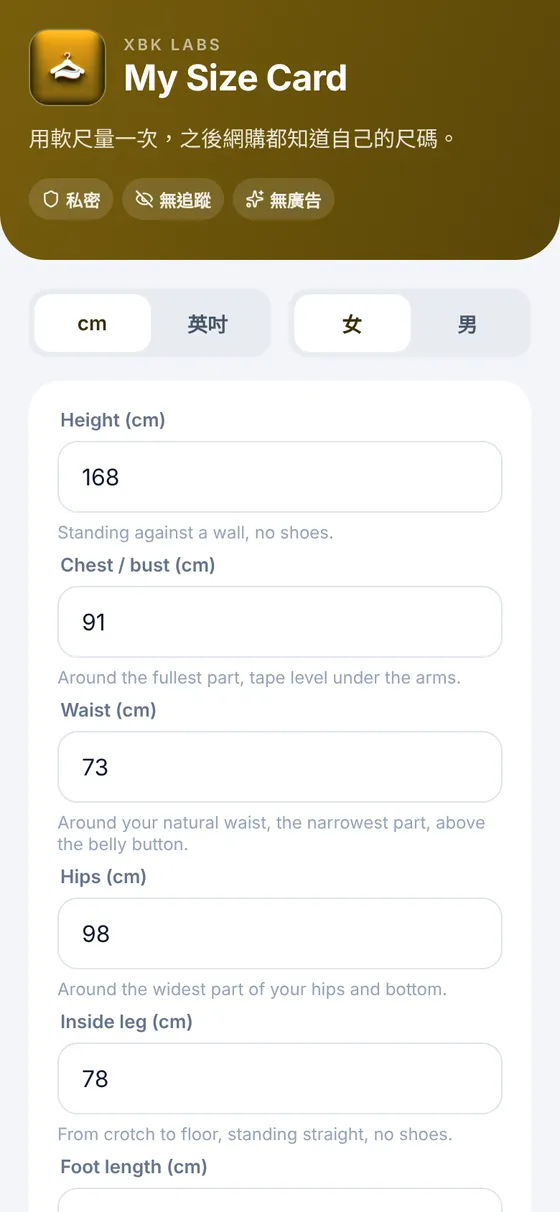 XBK LABS
My Size Card
用軟尺量一次，之後網購都知道自己的尺碼。
私密
無追蹤
無廣告
cm
英吋
女
男
Height (cm)
168
Standing against a wall, no shoes.
Chest / bust (cm)
91
Around the fullest part, tape level under the arms.
Waist (cm)
73
Around your natural waist, the narrowest part, above
the belly button.
Hips (cm)
98
Around the widest part of your hips and bottom.
Inside leg (cm)
78
From crotch to floor, standing straight, no shoes.
Foot length (cm)